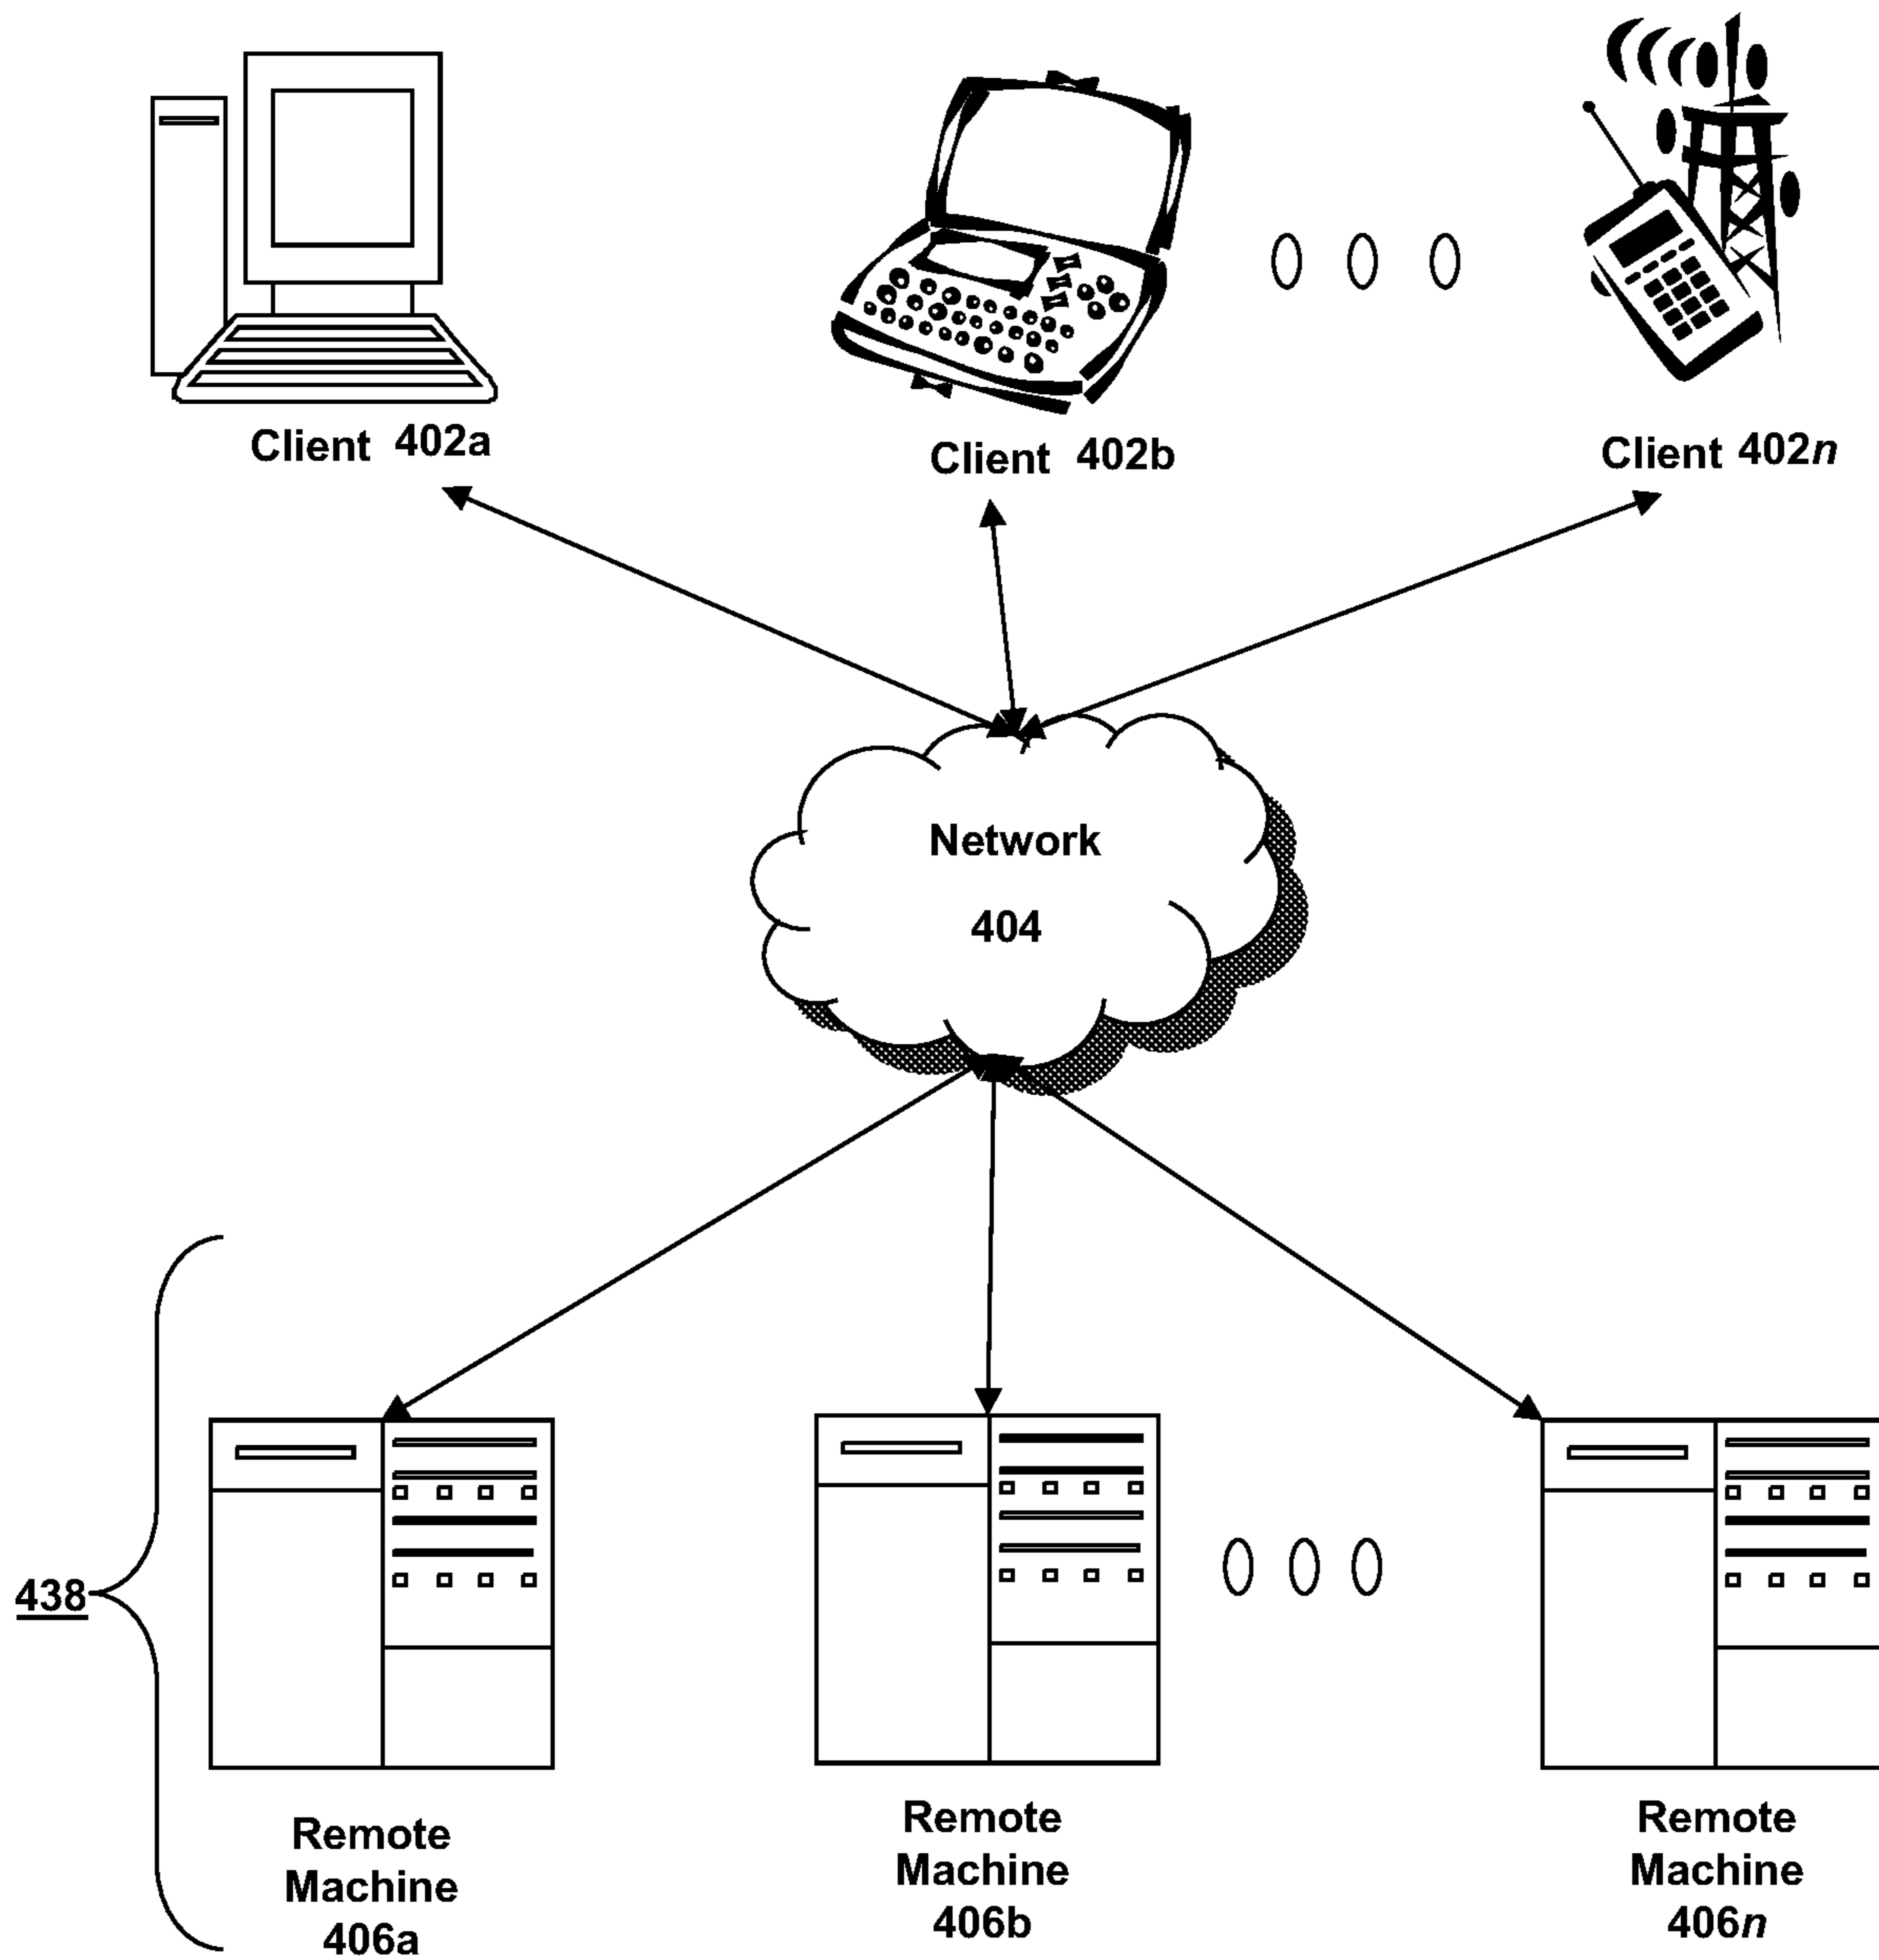 Client 402a
Client 402b
Client 402n
Network
404
438
Remote
Machine
406a
Remote
Machine
406b
Remote
Machine
406n